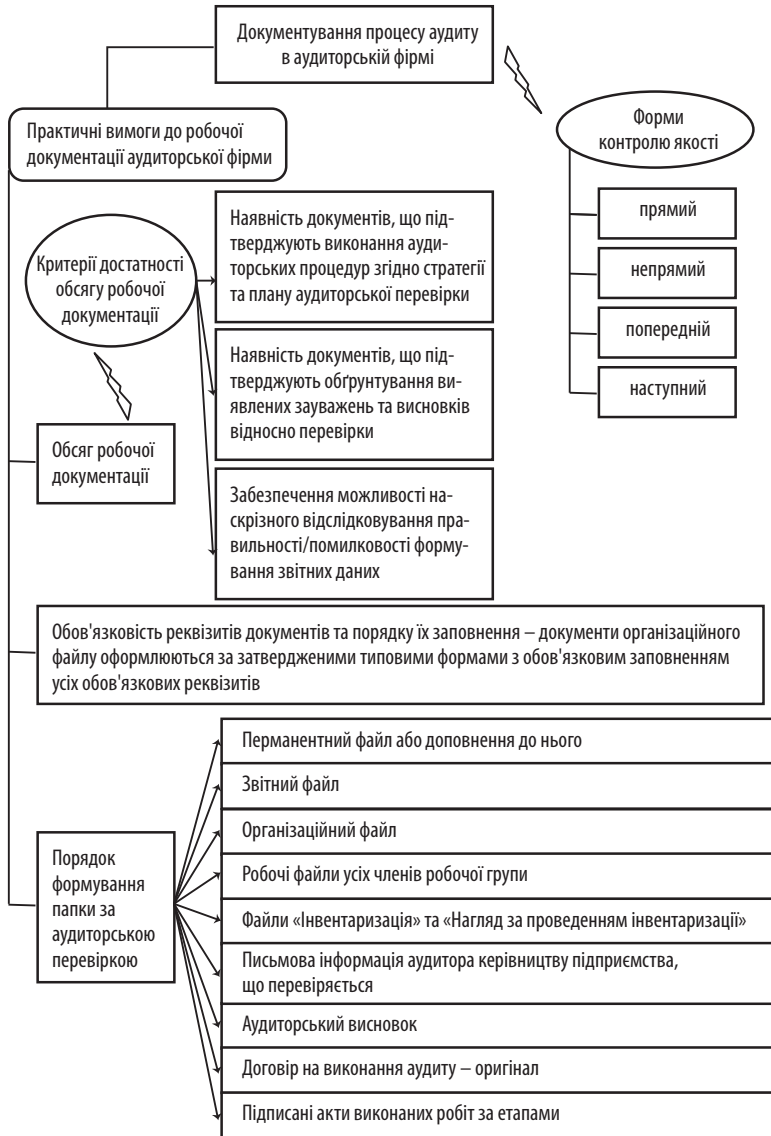 Документування процесу аудиту
в аудиторській фірмі
Практичні вимоги до робочої
документації аудиторської фірми
Форми
контролю якості
прямий
непрямий
попередній
наступний
Критерії достатності
обсягу робочої
документації
Наявність документів, що під-
тверджують виконання ауди-
торських процедур згідно стратегії
та плану аудиторської перевірки
Наявність документів, що під-
тверджують обґрунтування ви-
явлених зауважень та висновків
відносно перевірки
Обсяг робочої
документації
Забезпечення можливості на-
скрізного відслідковування пра-
вильності/помилковості форму-
вання звітних даних
Обов'язковість реквізитів документів та порядку їх заповнення – документи організаційного
файлу оформлюються за затвердженими типовими формами з обов'язковим заповненням
усіх обов'язкових реквізитів
Порядок
формування
папки за
аудиторською
перевіркою
Перманентний файл або доповнення до нього
Звітний файл
Організаційний файл
Робочі файли усіх членів робочої групи
Файли «Інвентаризація» та «Нагляд за проведенням інвентаризації»
Письмова інформація аудитора керівництву підприємства,
що перевіряється
Аудиторський висновок
Договір на виконання аудиту – оригінал
Підписані акти виконаних робіт за етапами